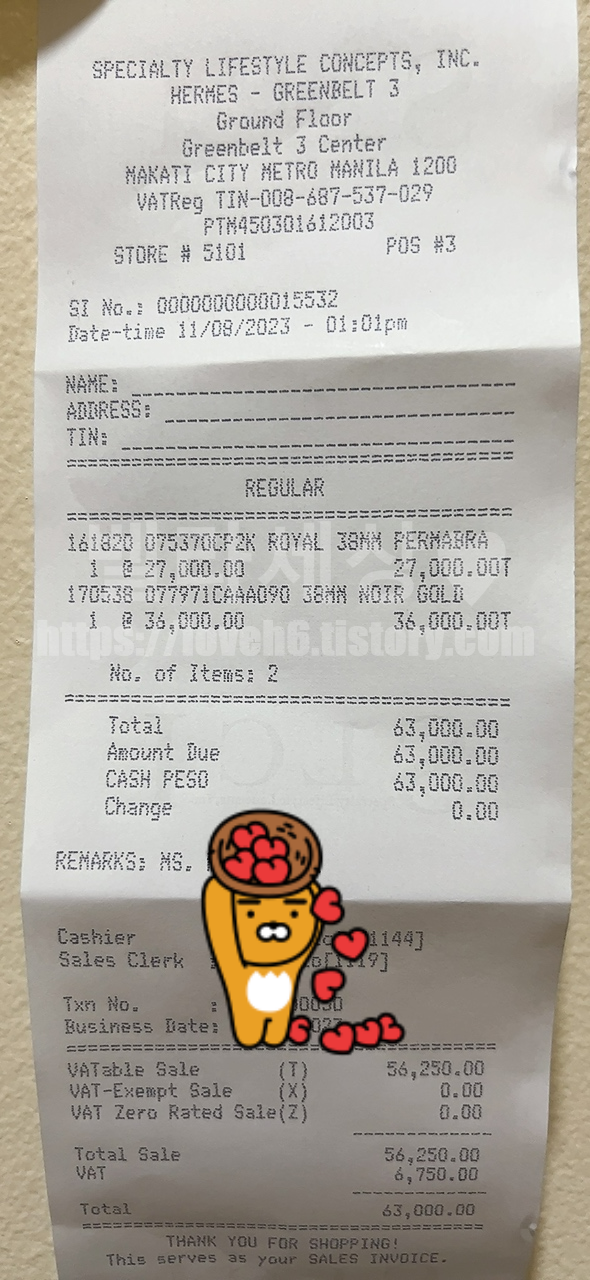 SPECIALTY LIFESTYLE CONCEPTS, INC.
HERMES - GREENBELT 3
Ground Floor
Greenbelt 3 Center
MAKATI CITY METRO MANILA 1200
VATReg TIN-008-687-537-029
PTM450301612003
STORE # 5101 POS #3
SI No.: 0000000000015532
Date-time 11/08/2023 - 01:01pm
NAME:
ADDRESS:
TIN:
REGULAR
161820 075370CP2K ROYAL 38MM PERMABRA
1 @ 27,000.00 27,000.00T
170538 077971CAAA090 38MM NOIR GOLD
1 @ 36,000.00 36,000.00T
https://loveh6.tistory.com
No. of Items: 2
Total 63,000.00
Amount Due 63,000.00
CASH PESO 63,000.00
Change 0.00
REMARKS: MS.
Cashier 1144]
Sales Clerk : [1119]
Txn No. :
Business Date:
VATable Sale (T) 56,250.00
VAT-Exempt Sale (X) 0.00
VAT Zero Rated Sale(Z) 0.00
Total Sale 56,250.00
VAT 6,750.00
Total 63,000.00
THANK YOU FOR SHOPPING!
This serves as your SALES INVOICE.